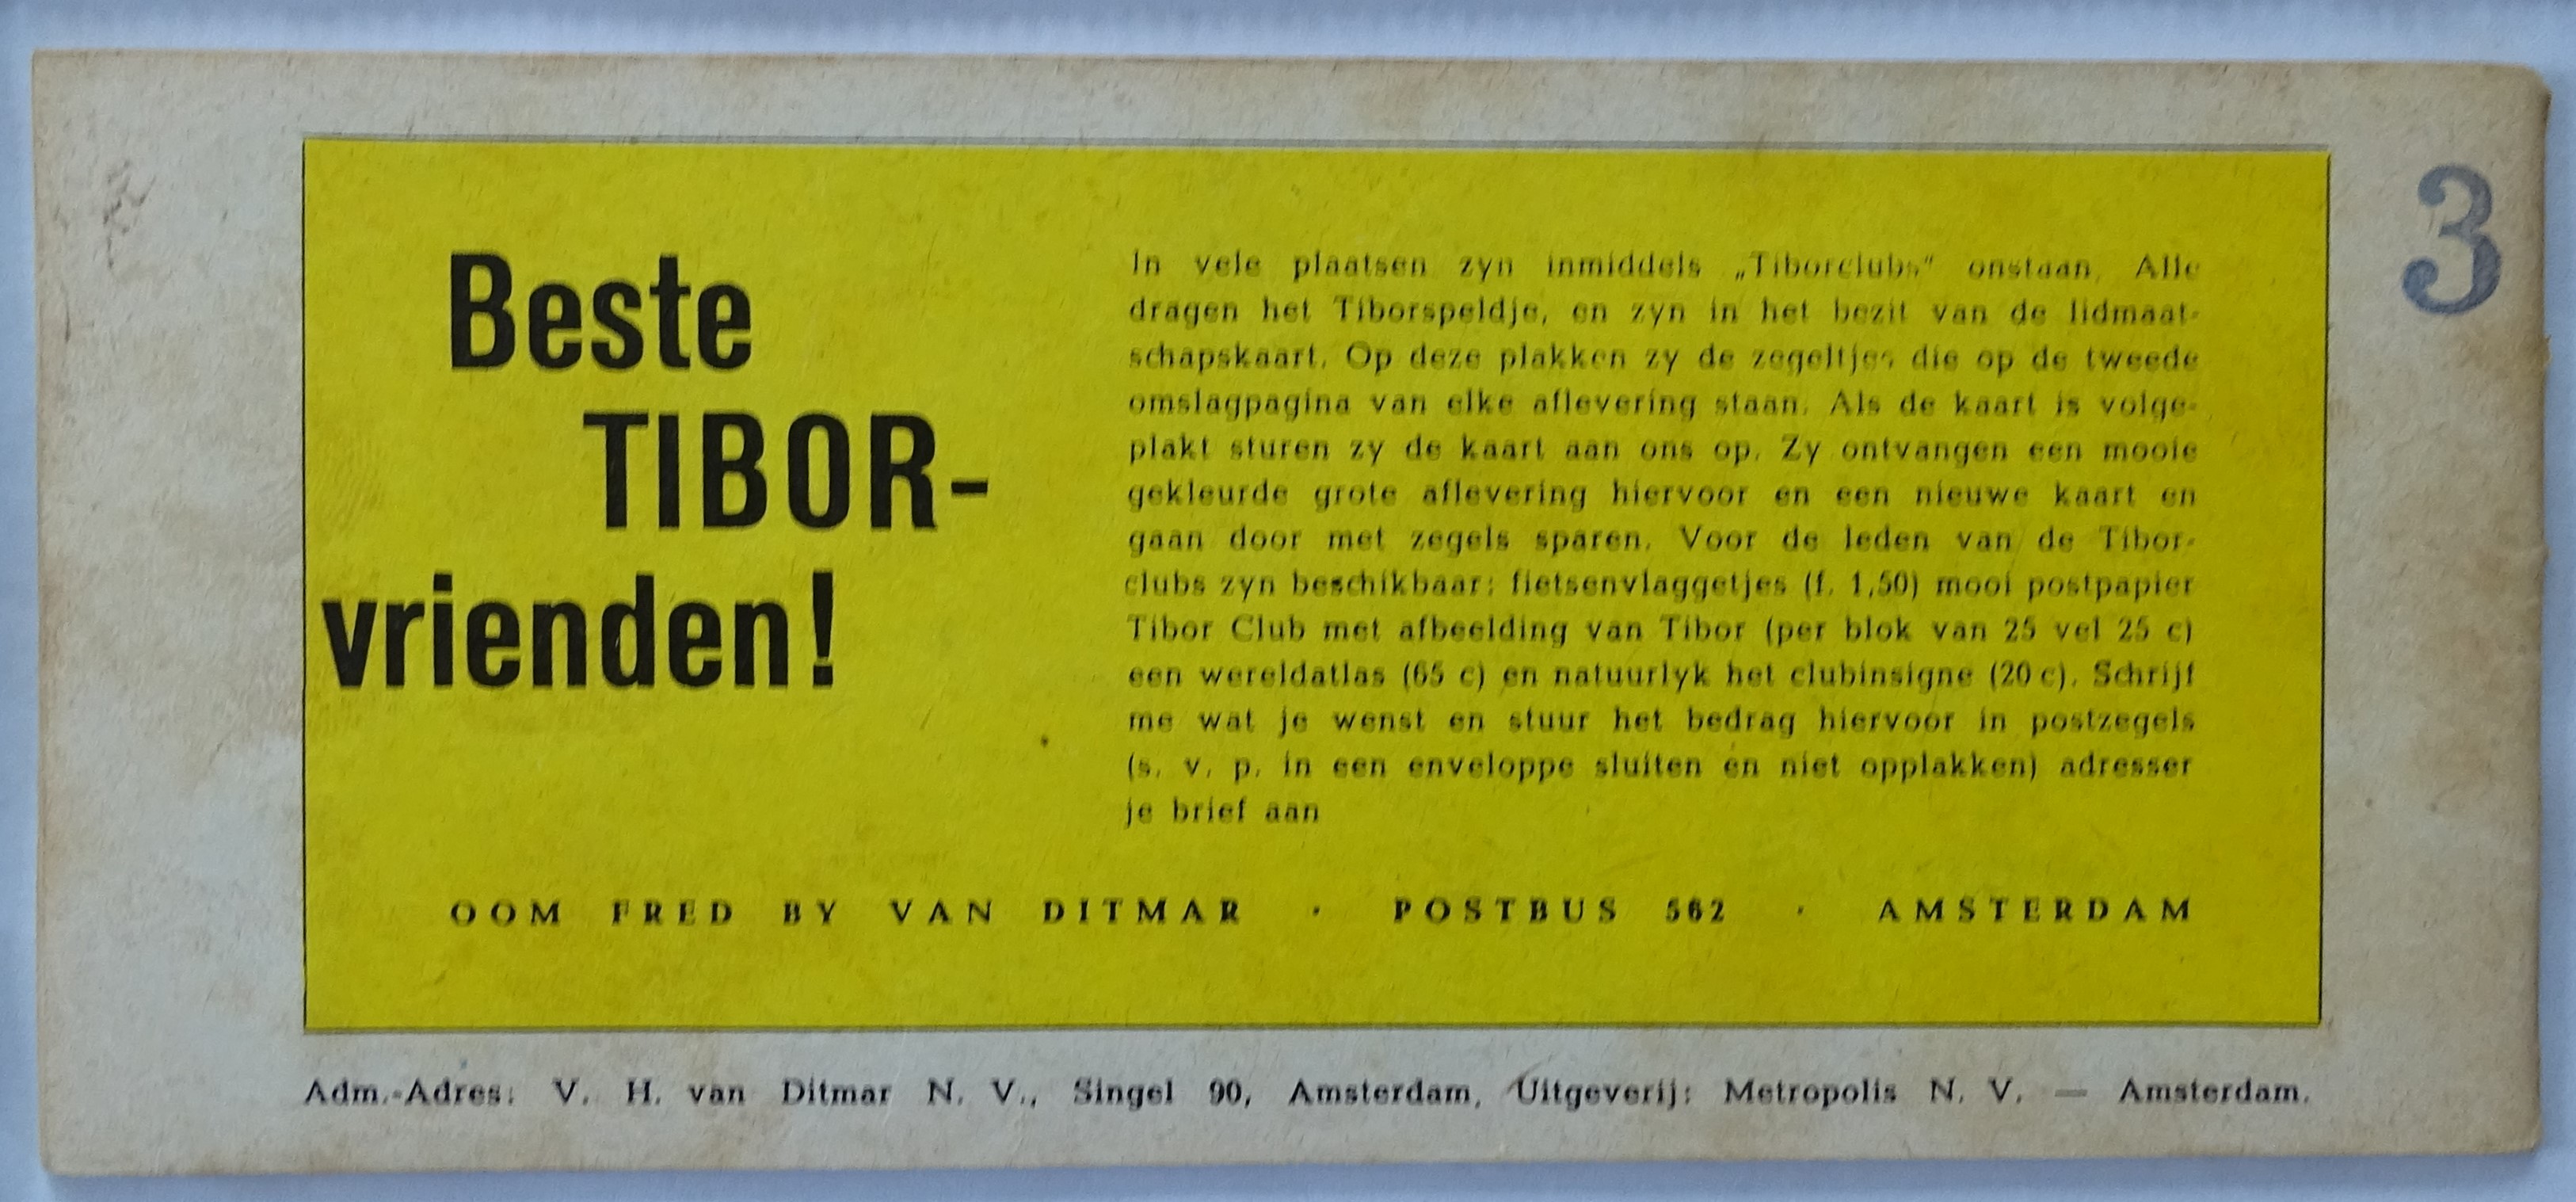 Beste
TIBOR-
vrienden!
In vele plaatsen zyn inmiddels „Tiborclubs" onstaan. Alle
dragen het Tiborspeldje, en zyn in het bezit van de lidmaat-
schapskaart. Op deze plakken zy de zegeltjes die op de tweede
omslagpagina van elke aflevering staan. Als de kaart is volge-
plakt sturen zy de kaart aan ons op. Zy ontvangen een mooie
gekleurde grote aflevering hiervoor en een nieuwe kaart en
gaan door met zegels sparen. Voor de leden van de Tibor-
clubs zyn beschikbaar: fietsenvlaggetjes (f. 1,50) mooi postpapier
Tibor Club met afbeelding van Tibor (per blok van 25 vel 25 c)
een wereldatlas (65 c) en natuurlyk het clubinsigne (20 c). Schrijf
me wat je wenst en stuur het bedrag hiervoor in postzegels
(s. v. p. in een enveloppe sluiten en niet opplakken) adresser
je brief aan
OOM FRED BY VAN DITMAR · POSTBUS 562 · AMSTERDAM
Adm.-Adres: V. H. van Ditmar N. V., Singel 90, Amsterdam, Uitgeverij: Metropolis N. V. — Amsterdam.
3